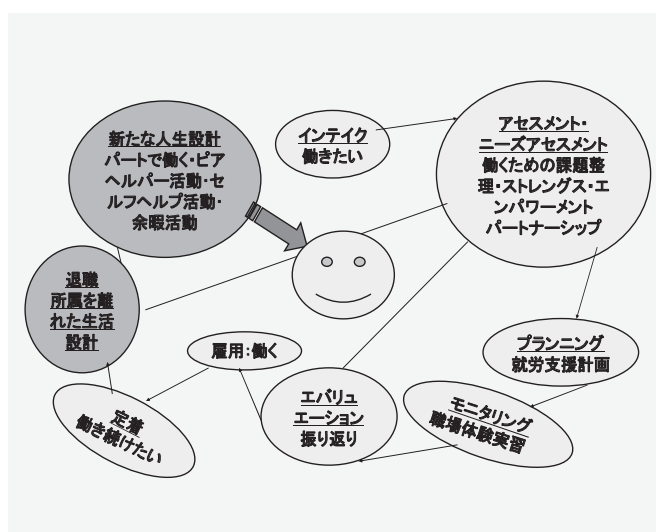 新たな人生設計
パートで働く・ピア
ヘルパー活動・セ
ルフヘルプ活動・
余暇活動
インテイク
働きたい
アセスメント・
ニーズアセスメント
働くための課題整
理・ストレングス・エ
ンパワーメント
パートナーシップ
退職
所属を離
れた生活
設計
雇用：働く
プランニング
就労支援計画
エバリュ
エーション
振り返り
モニタリング
職場体験実習
定着
働き続けたい